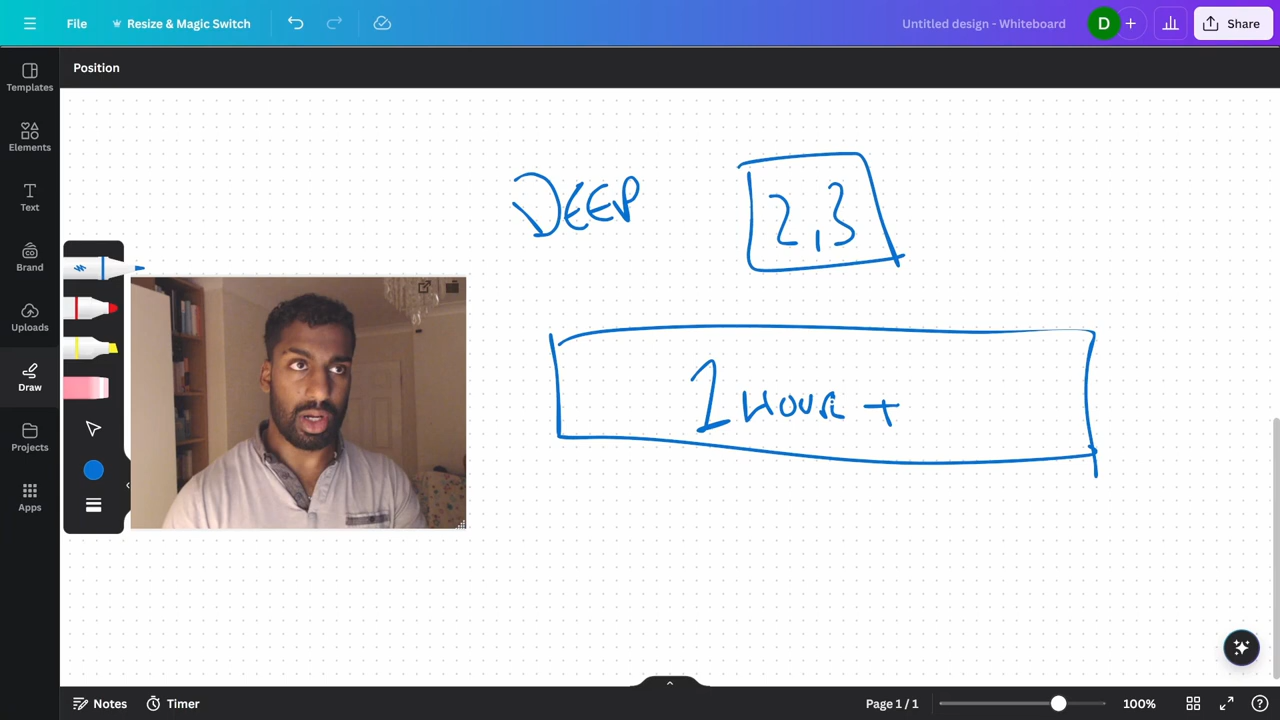 File
Resize & Magic Switch
Untitled design - Whiteboard
D
+
Share
Position
Templates
Elements
Text
Brand
Uploads
Draw
Projects
Apps
DEEP
2,3
1 HOUR +
Notes
Timer
Page 1 / 1
100%